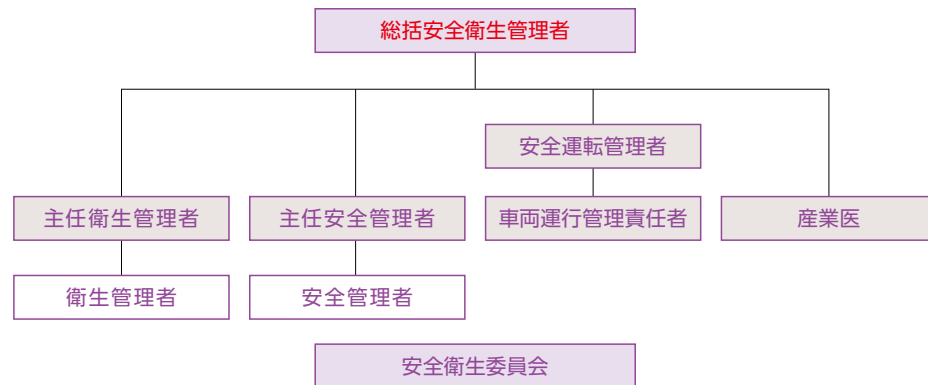 総括安全衛生管理者
安全運転管理者
主任衛生管理者
主任安全管理者
車両運行管理責任者
産業医
衛生管理者
安全管理者
安全衛生委員会